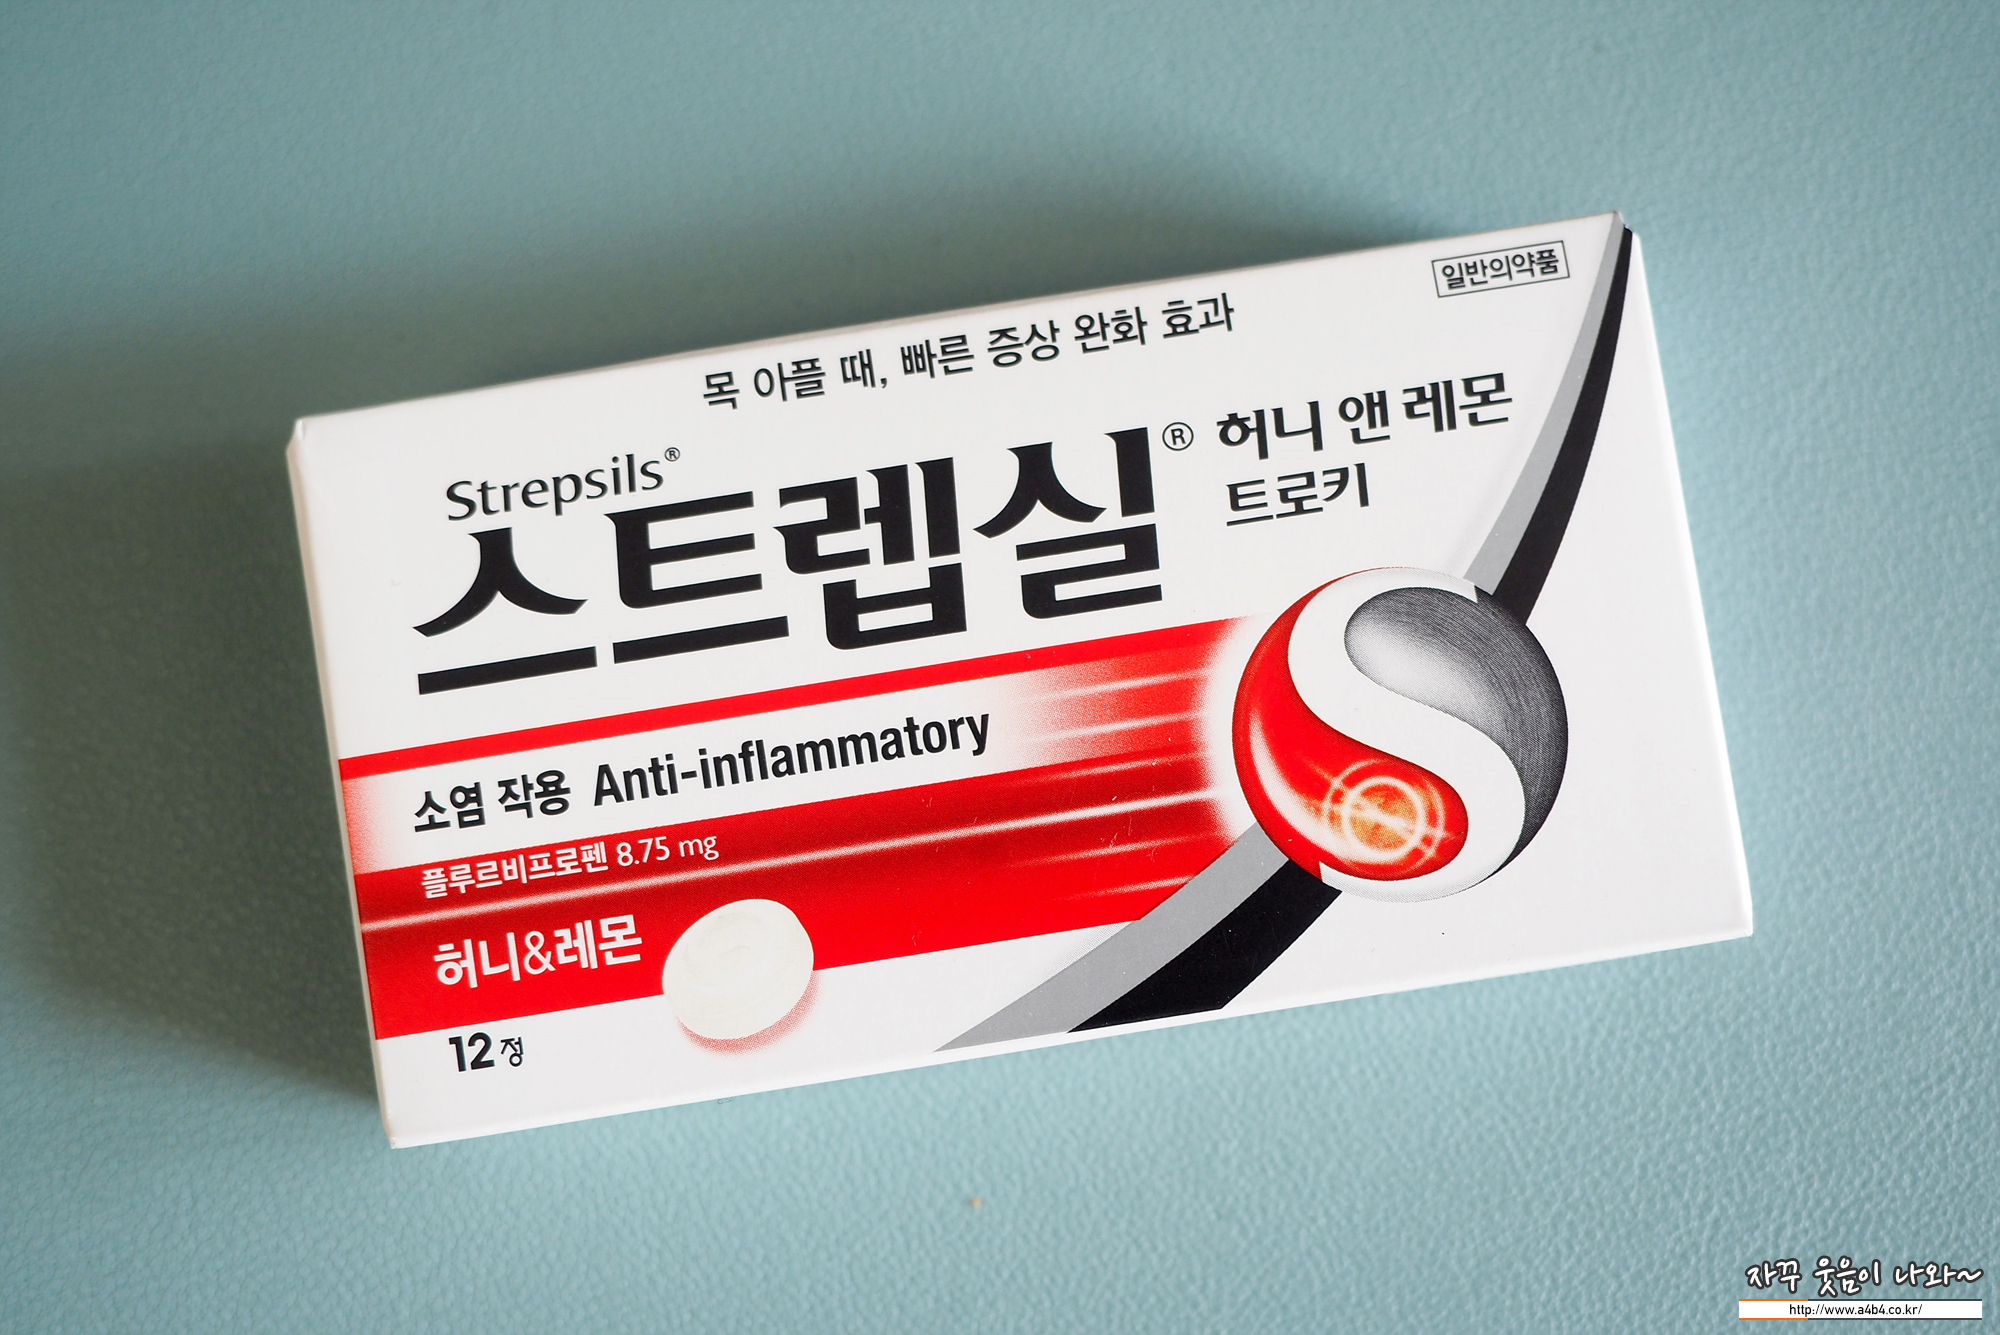 일반의약품
목 아플 때, 빠른 증상 완화 효과
Strepsils®
스트렙실® 허니 앤 레몬
트로키
소염 작용 Anti-inflammatory
플루르비프로펜 8.75 mg
허니&레몬
12정
자꾸 웃음이 나와~
http://www.a4b4.co.kr/